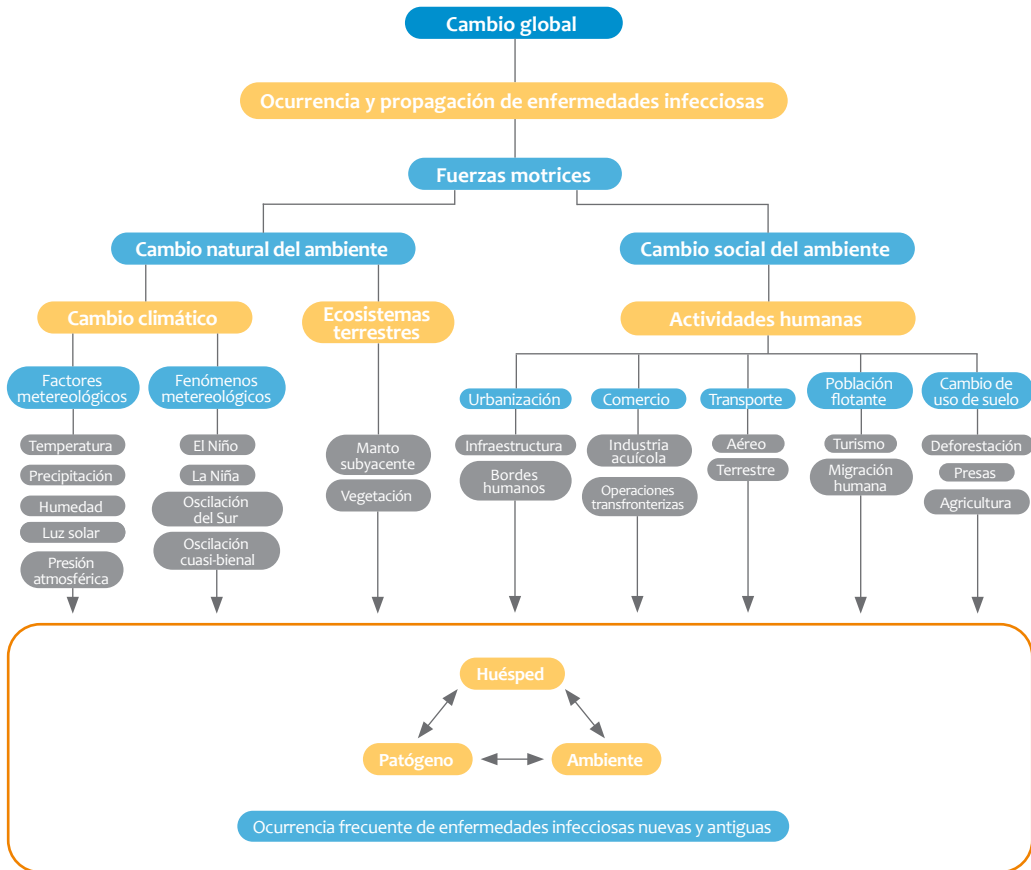 Cambio global
Ocurrencia y propagación de enfermedades infecciosas
Fuerzas motrices
Cambio natural del ambiente
Cambio social del ambiente
Cambio climático
Ecosistemas
terrestres
Actividades humanas
Factores
metereológicos
Fenómenos
metereológicos
Urbanización
Comercio
Transporte
Población
flotante
Cambio de
uso de suelo
Temperatura
Precipitación
Humedad
Luz solar
Presión
atmosférica
El Niño
La Niña
Oscilación
del Sur
Oscilación
cuasi-bienal
Manto
subyacente
Vegetación
Infraestructura
Bordes
humanos
Industria
acuícola
Operaciones
transfronterizas
Aéreo
Terrestre
Turismo
Migración
humana
Deforestación
Presas
Agricultura
Huésped
Patógeno
Ambiente
Ocurrencia frecuente de enfermedades infecciosas nuevas y antiguas